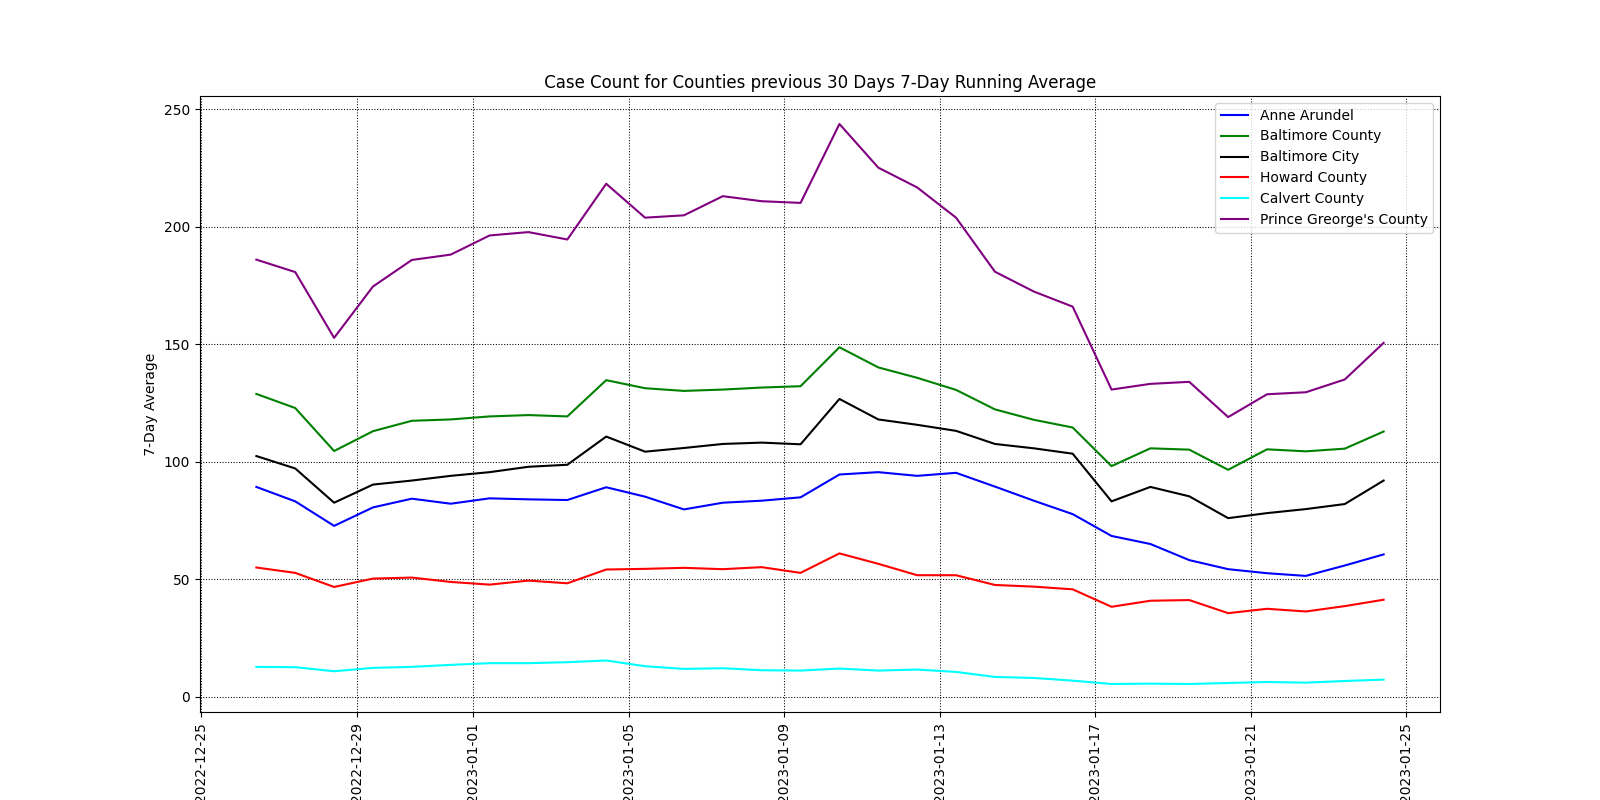 Case Count for Counties previous 30 Days 7-Day Running Average
250
200
150
100
50
0
7-Day Average
Anne Arundel
Baltimore County
Baltimore City
Howard County
Calvert County
Prince Greorge's County
2022-12-25
2022-12-29
2023-01-01
2023-01-05
2023-01-09
2023-01-13
2023-01-17
2023-01-21
2023-01-25